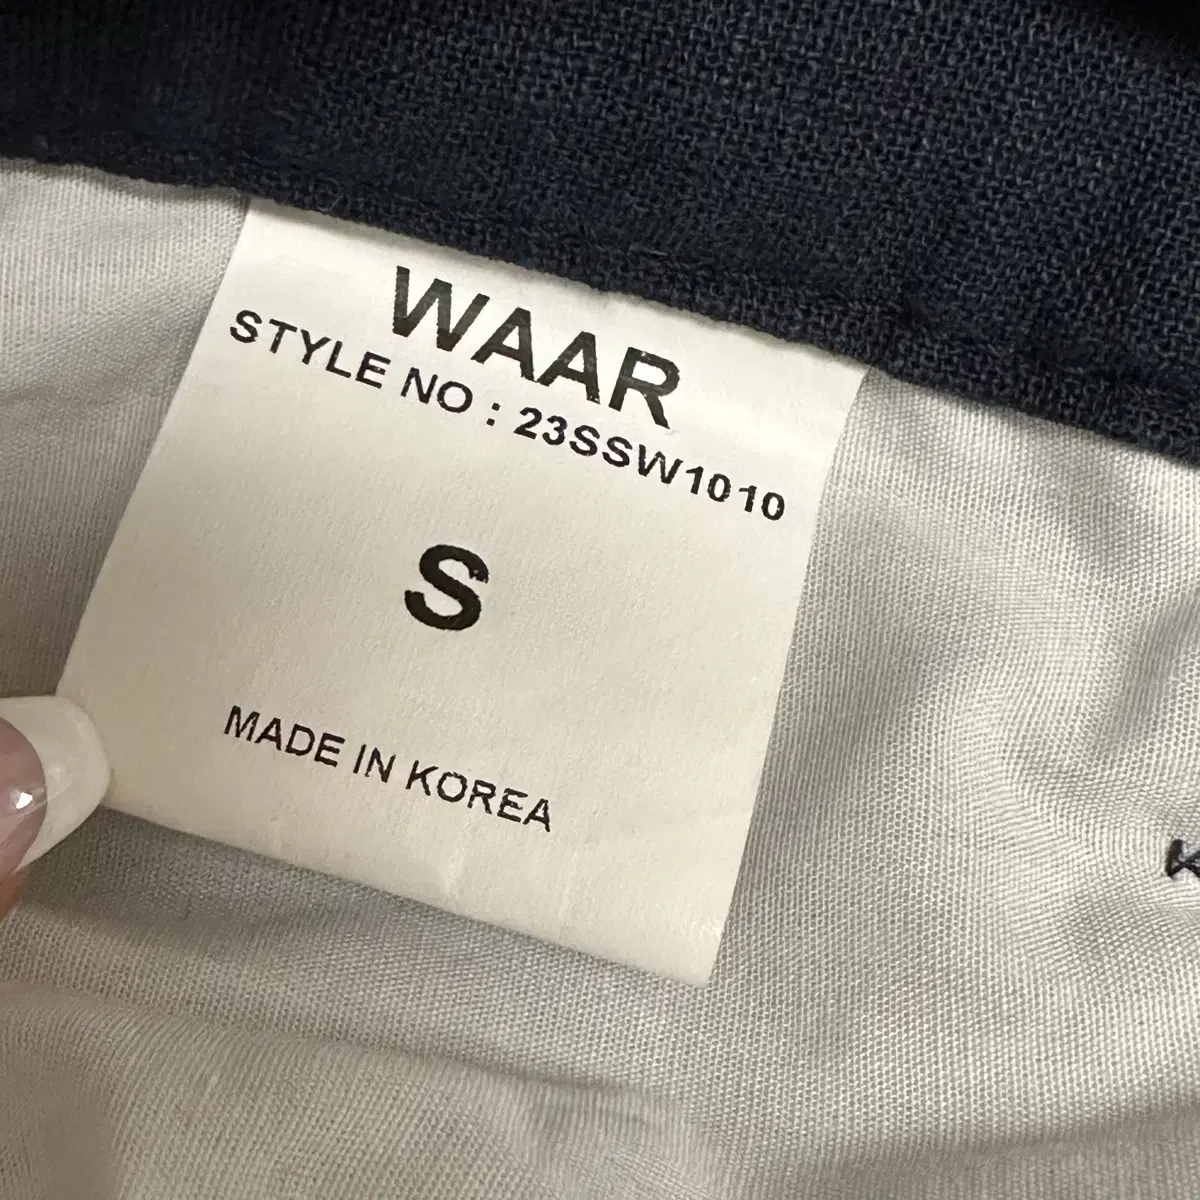 WAAR
STYLE NO : 23SSW1010
S
MADE IN KOREA